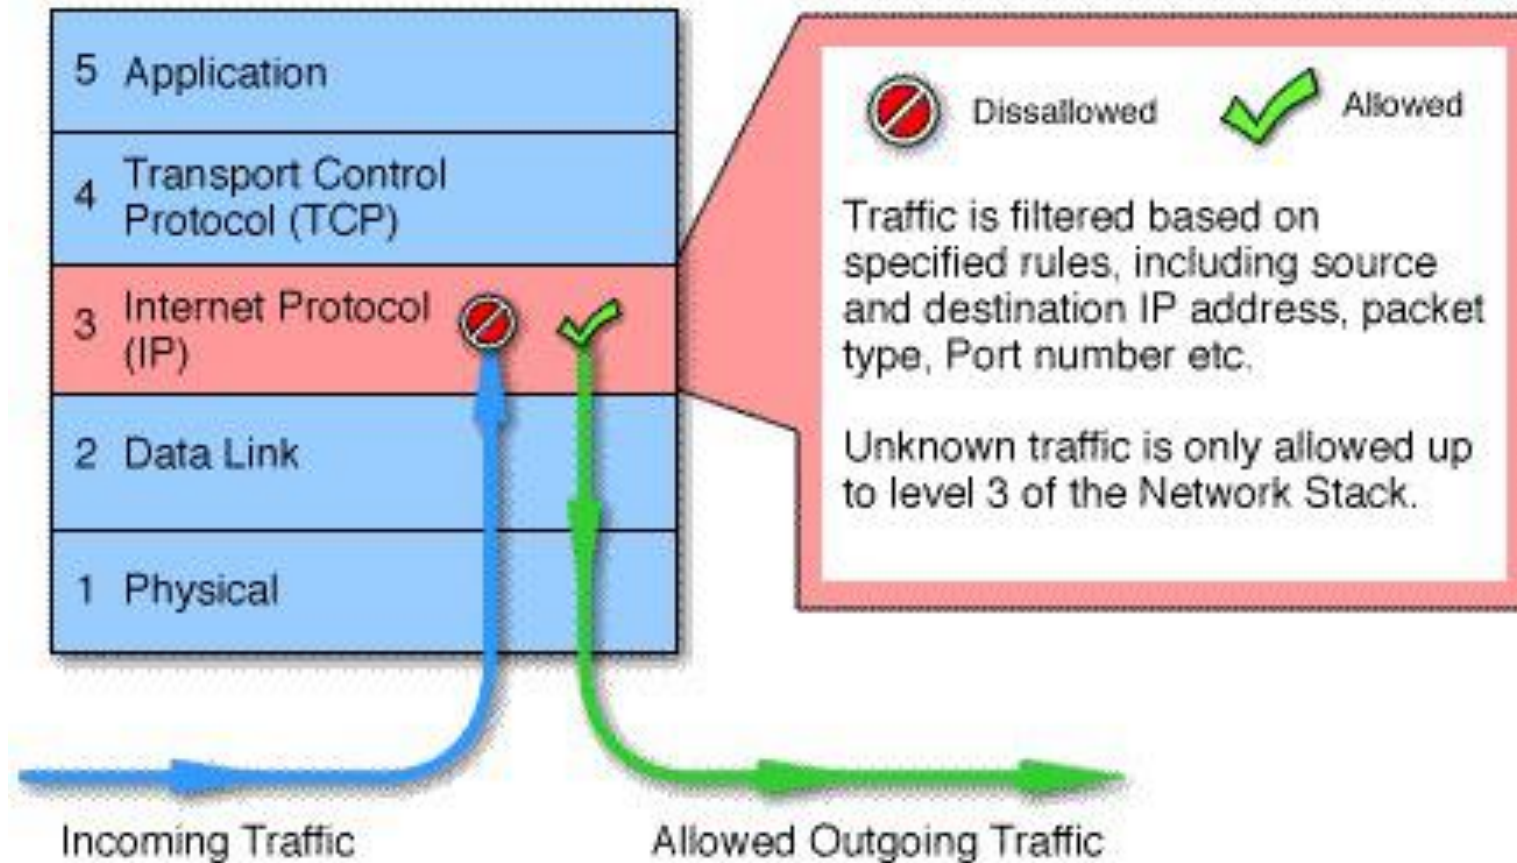 5 Application
4 Transport Control
Protocol (TCP)
3 Internet Protocol
(IP)
2 Data Link
1 Physical
Incoming Traffic
Allowed Outgoing Traffic
Dissallowed
Allowed
Traffic is filtered based on
specified rules, including source
and destination IP address, packet
type, Port number etc.
Unknown traffic is only allowed up
to level 3 of the Network Stack.